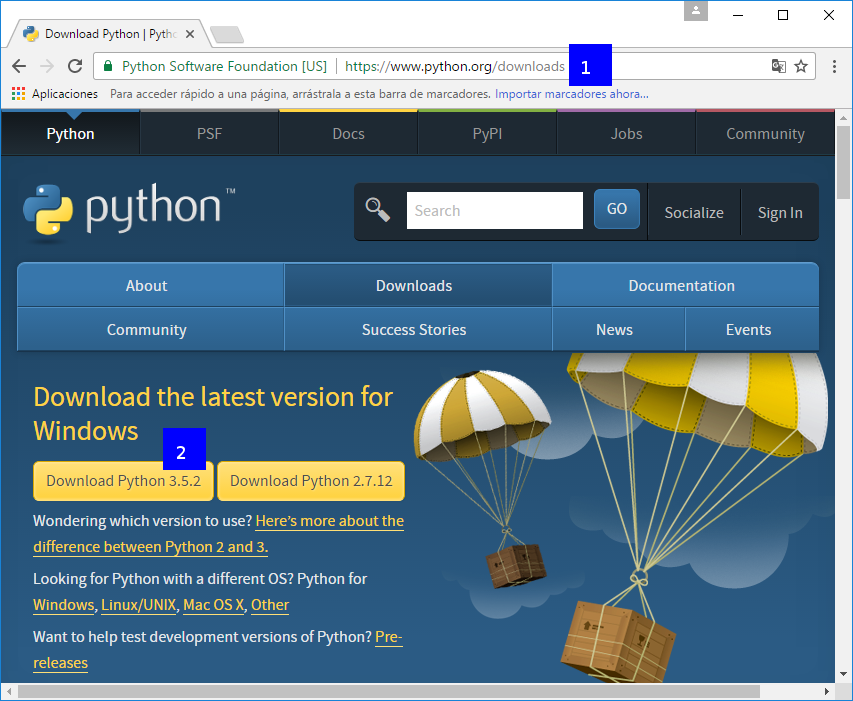 Download Python | Pytho
Python Software Foundation [US] | https://www.python.org/downloads
1
Aplicaciones Para acceder rápido a una página, arrástrala a esta barra de marcadores. Importar marcadores ahora...
Python PSF Docs PyPI Jobs Community
python™
Search GO Socialize Sign In
About Downloads Documentation
Community Success Stories News Events
Download the latest version for
Windows
2
Download Python 3.5.2 Download Python 2.7.12
Wondering which version to use? Here's more about the
difference between Python 2 and 3.
Looking for Python with a different OS? Python for
Windows, Linux/UNIX, Mac OS X, Other
Want to help test development versions of Python? Pre-
releases